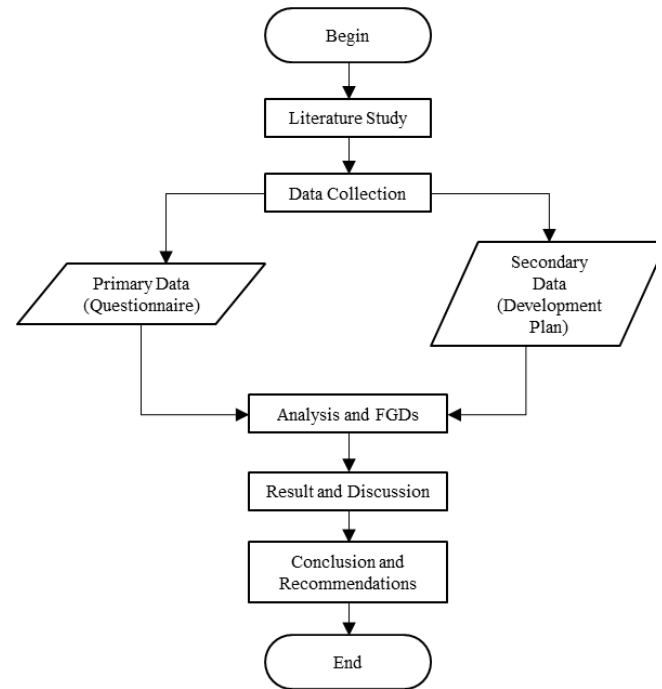 Begin
Literature Study
Data Collection
Primary Data
(Questionnaire)
Secondary
Data
(Development
Plan)
Analysis and FGDs
Result and Discussion
Conclusion and
Recommendations
End